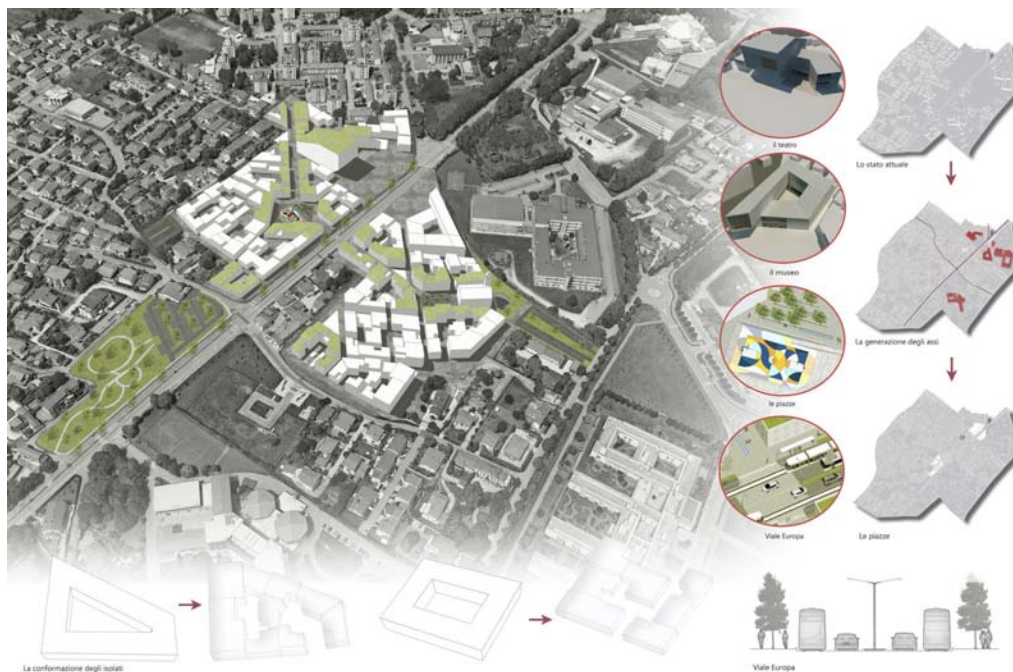 il teatro
Lo stato attuale
il museo
La generazione degli assi
le piazze
Viale Europa
Le piazze
La conformazione degli isolati
Viale Europa